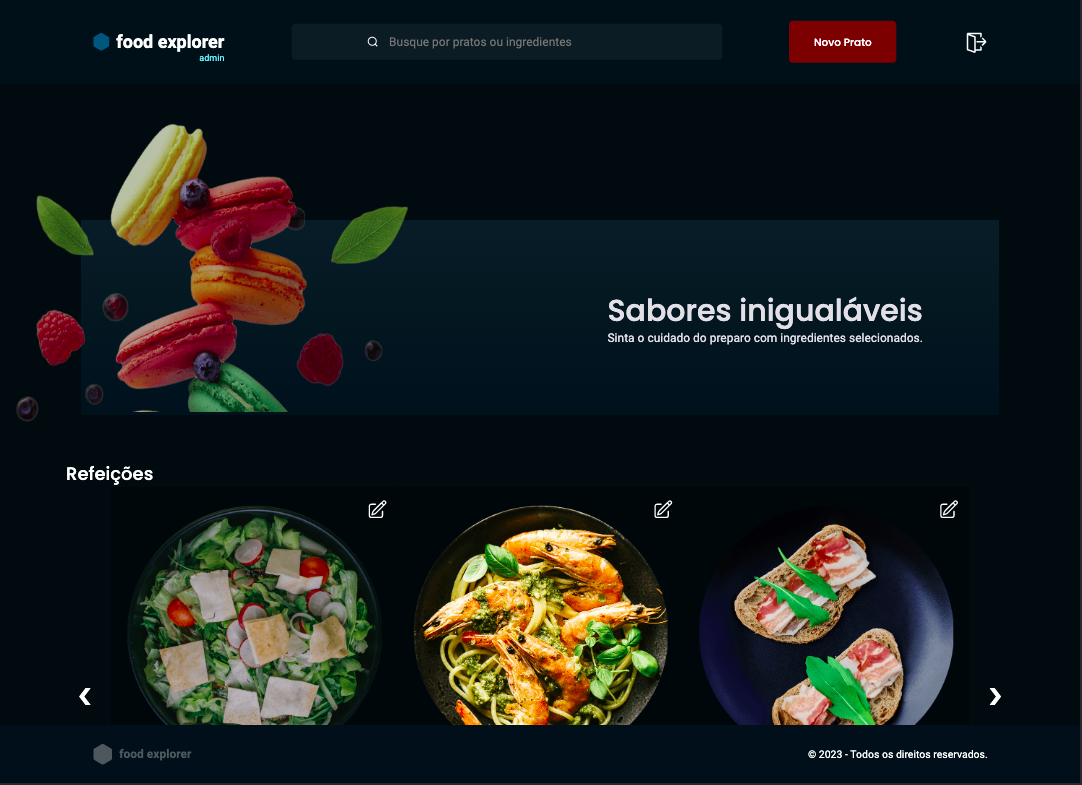 food explorer
admin
Busque por pratos ou ingredientes
Novo Prato
Sabores inigualáveis
Sinta o cuidado do preparo com ingredientes selecionados.
Refeições
food explorer
© 2023 - Todos os direitos reservados.